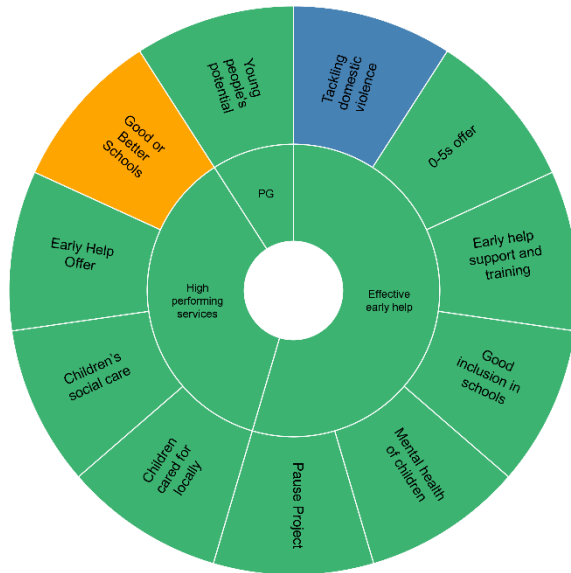 Tackling
domestic
violence
0-5s offer
Early help
support and
training
Good
inclusion in
schools
Mental health
of children
Pause Project
Children
cared for
locally
Children's
social care
Early Help
Offer
Good or
Better
Schools
Young
people's
potential
PG
High
performing
services
Effective
early help